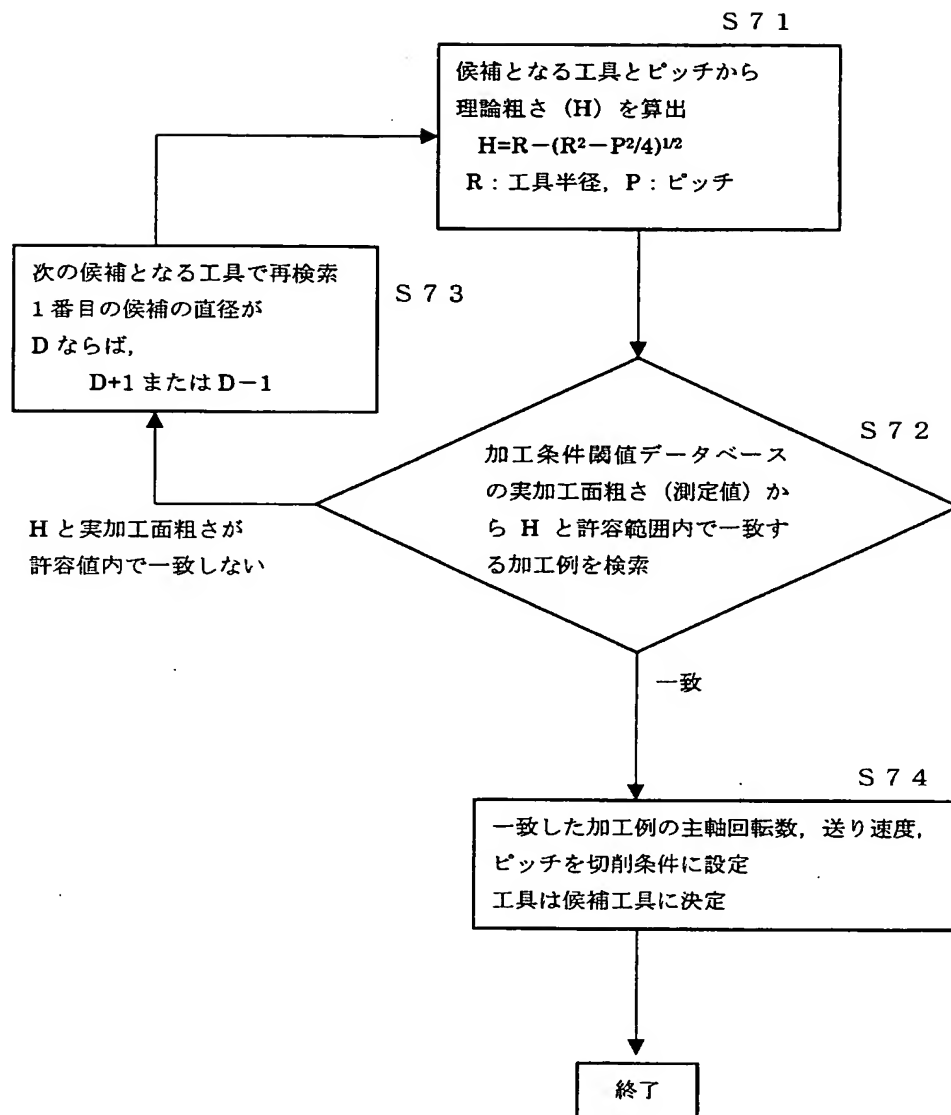 S71
候補となる工具とピッチから
理論粗さ（H）を算出
H=R−(R²−P²/4)¹ᐟ²
R：工具半径，P：ピッチ
次の候補となる工具で再検索
1番目の候補の直径が
D ならば，
D+1 または D−1
S73
S72
加工条件閾値データベース
の実加工面粗さ（測定値）か
ら H と許容範囲内で一致す
る加工例を検索
H と実加工面粗さが
許容値内で一致しない
一致
S74
一致した加工例の主軸回転数，送り速度，
ピッチを切削条件に設定
工具は候補工具に決定
終了